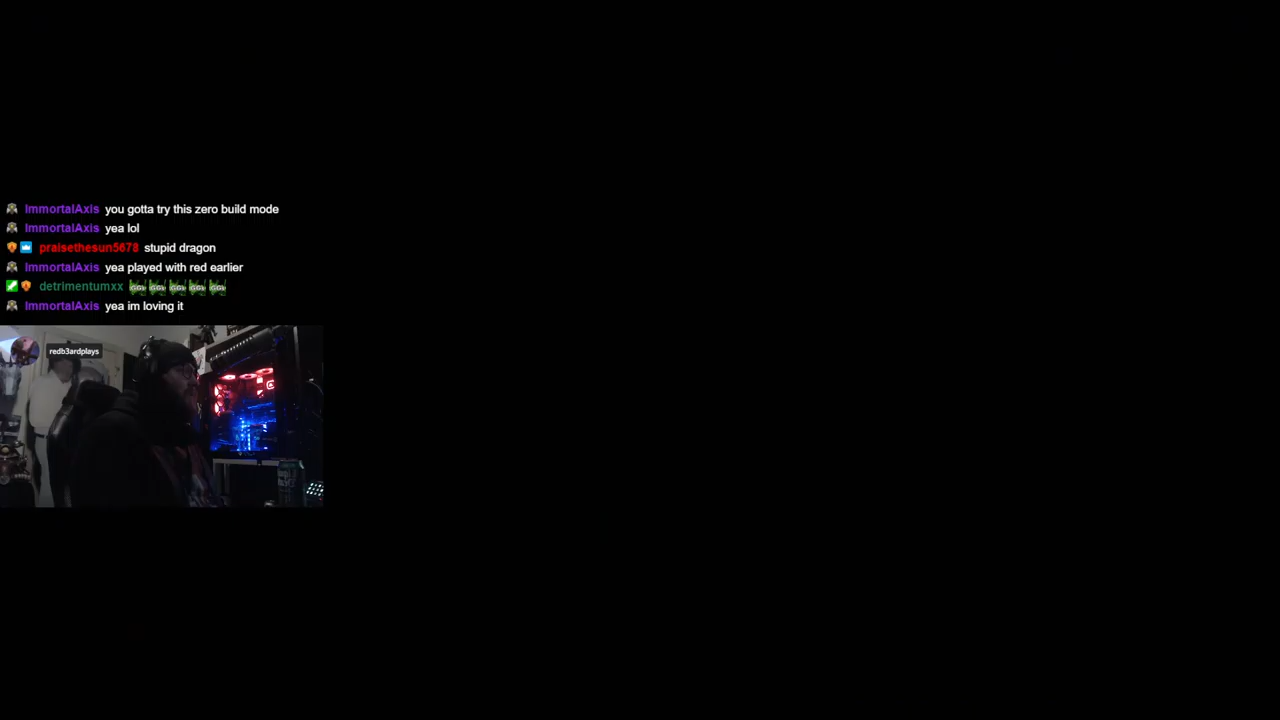 ImmortalAxis you gotta try this zero build mode
ImmortalAxis yea lol
praisethesun5678 stupid dragon
ImmortalAxis yea played with red earlier
detrimentumxx
ImmortalAxis yea im loving it
redb3ardplays